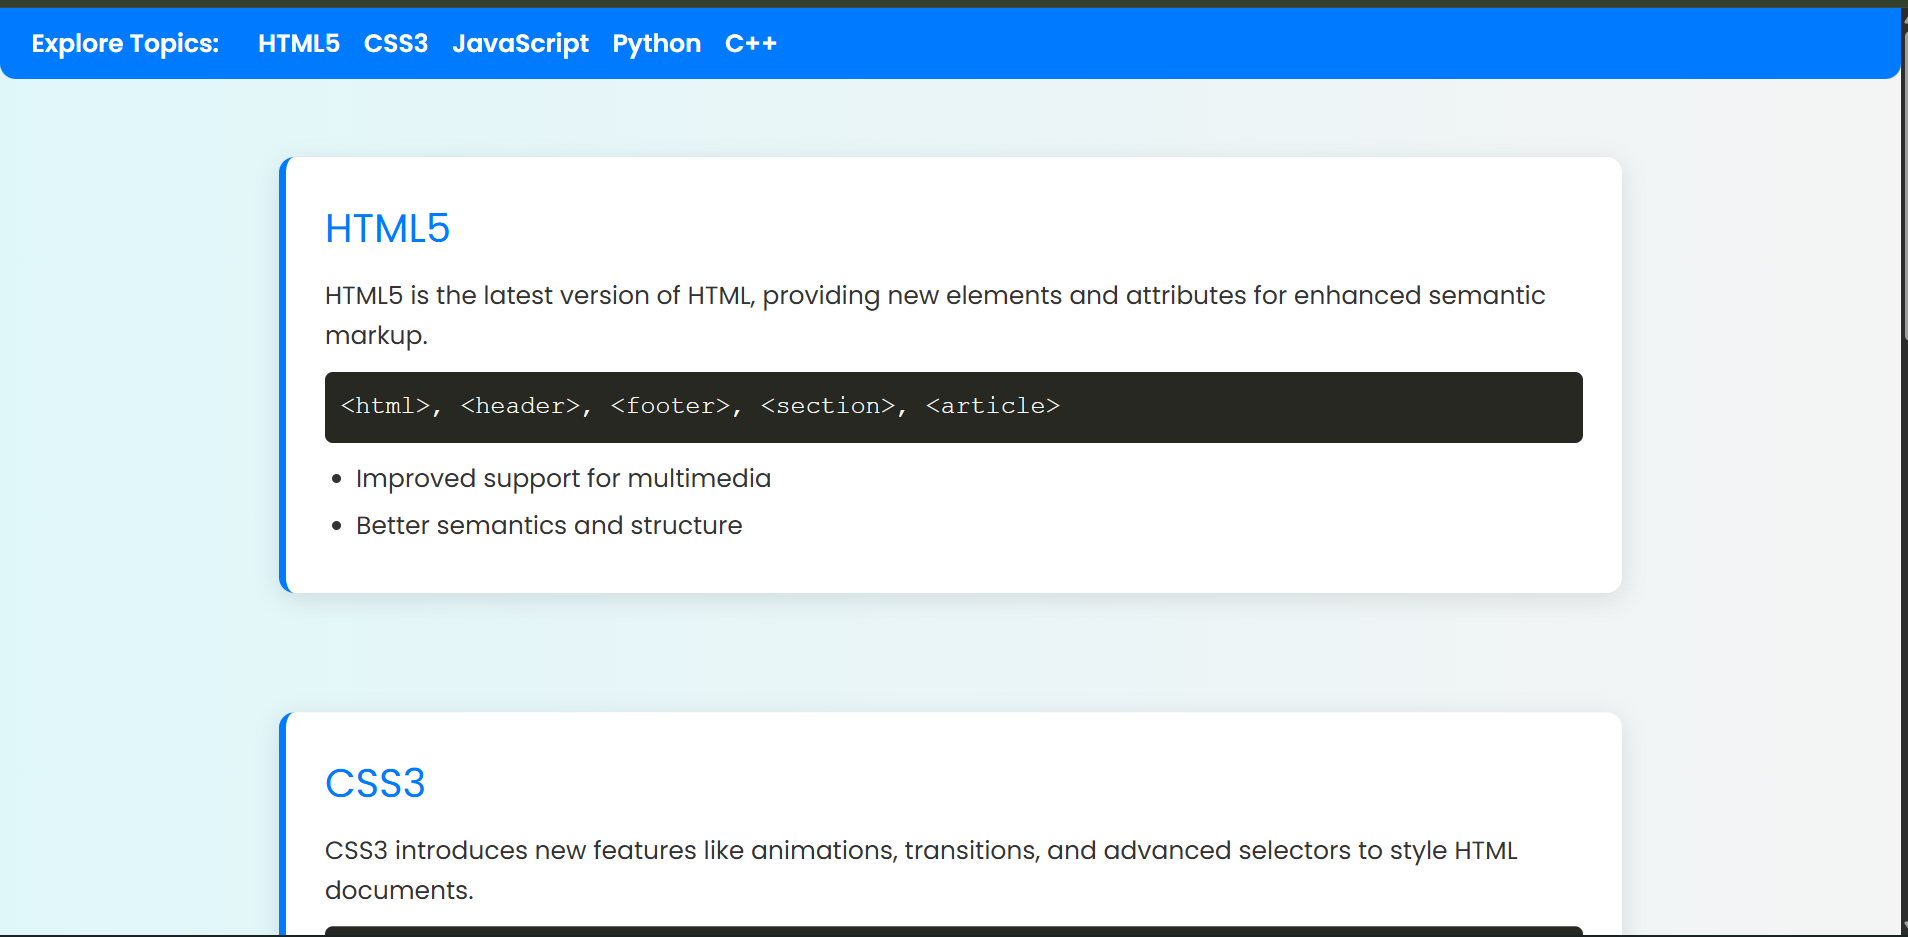 Explore Topics: HTML5 CSS3 JavaScript Python C++
HTML5
HTML5 is the latest version of HTML, providing new elements and attributes for enhanced semantic
markup.
<html>, <header>, <footer>, <section>, <article>
• Improved support for multimedia
• Better semantics and structure
CSS3
CSS3 introduces new features like animations, transitions, and advanced selectors to style HTML
documents.